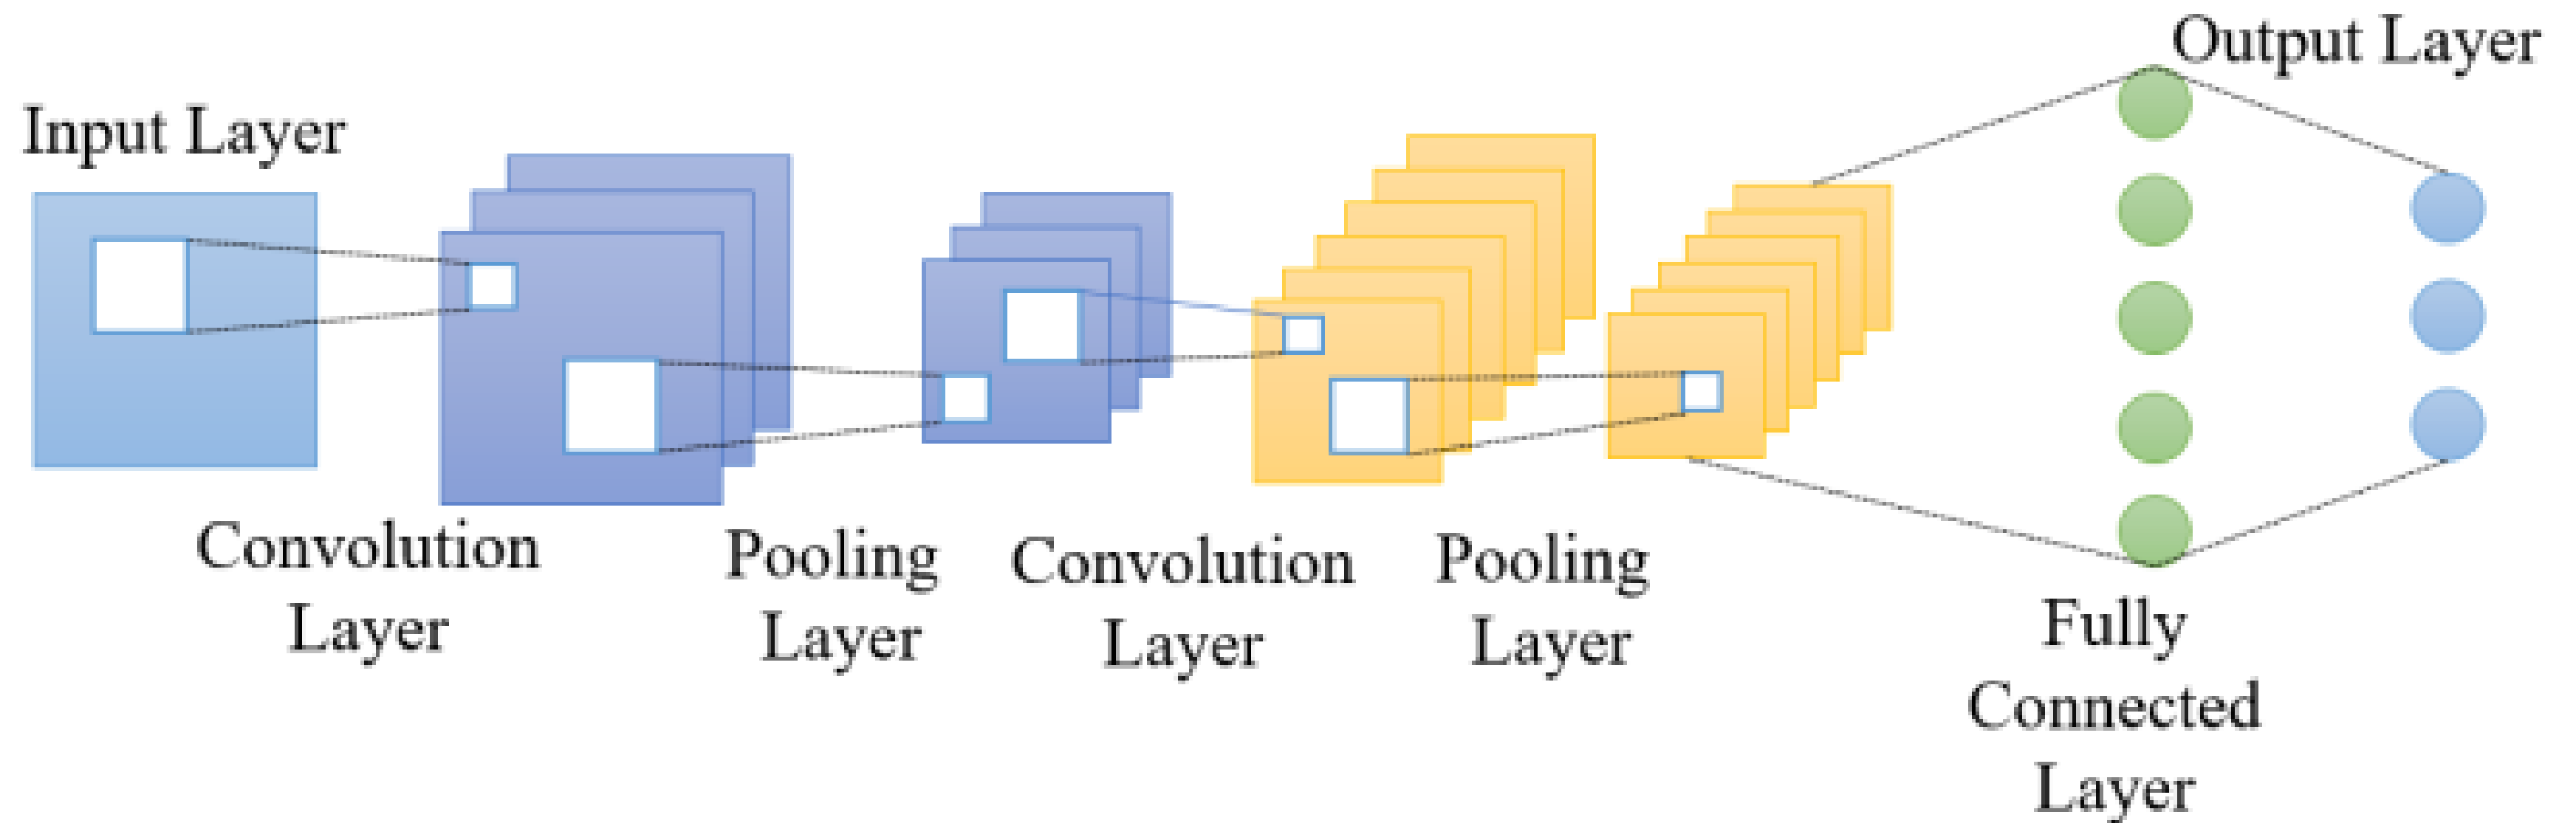 Input Layer
Convolution
Layer
Pooling
Layer
Convolution
Layer
Pooling
Layer
Fully
Connected
Layer
Output Layer